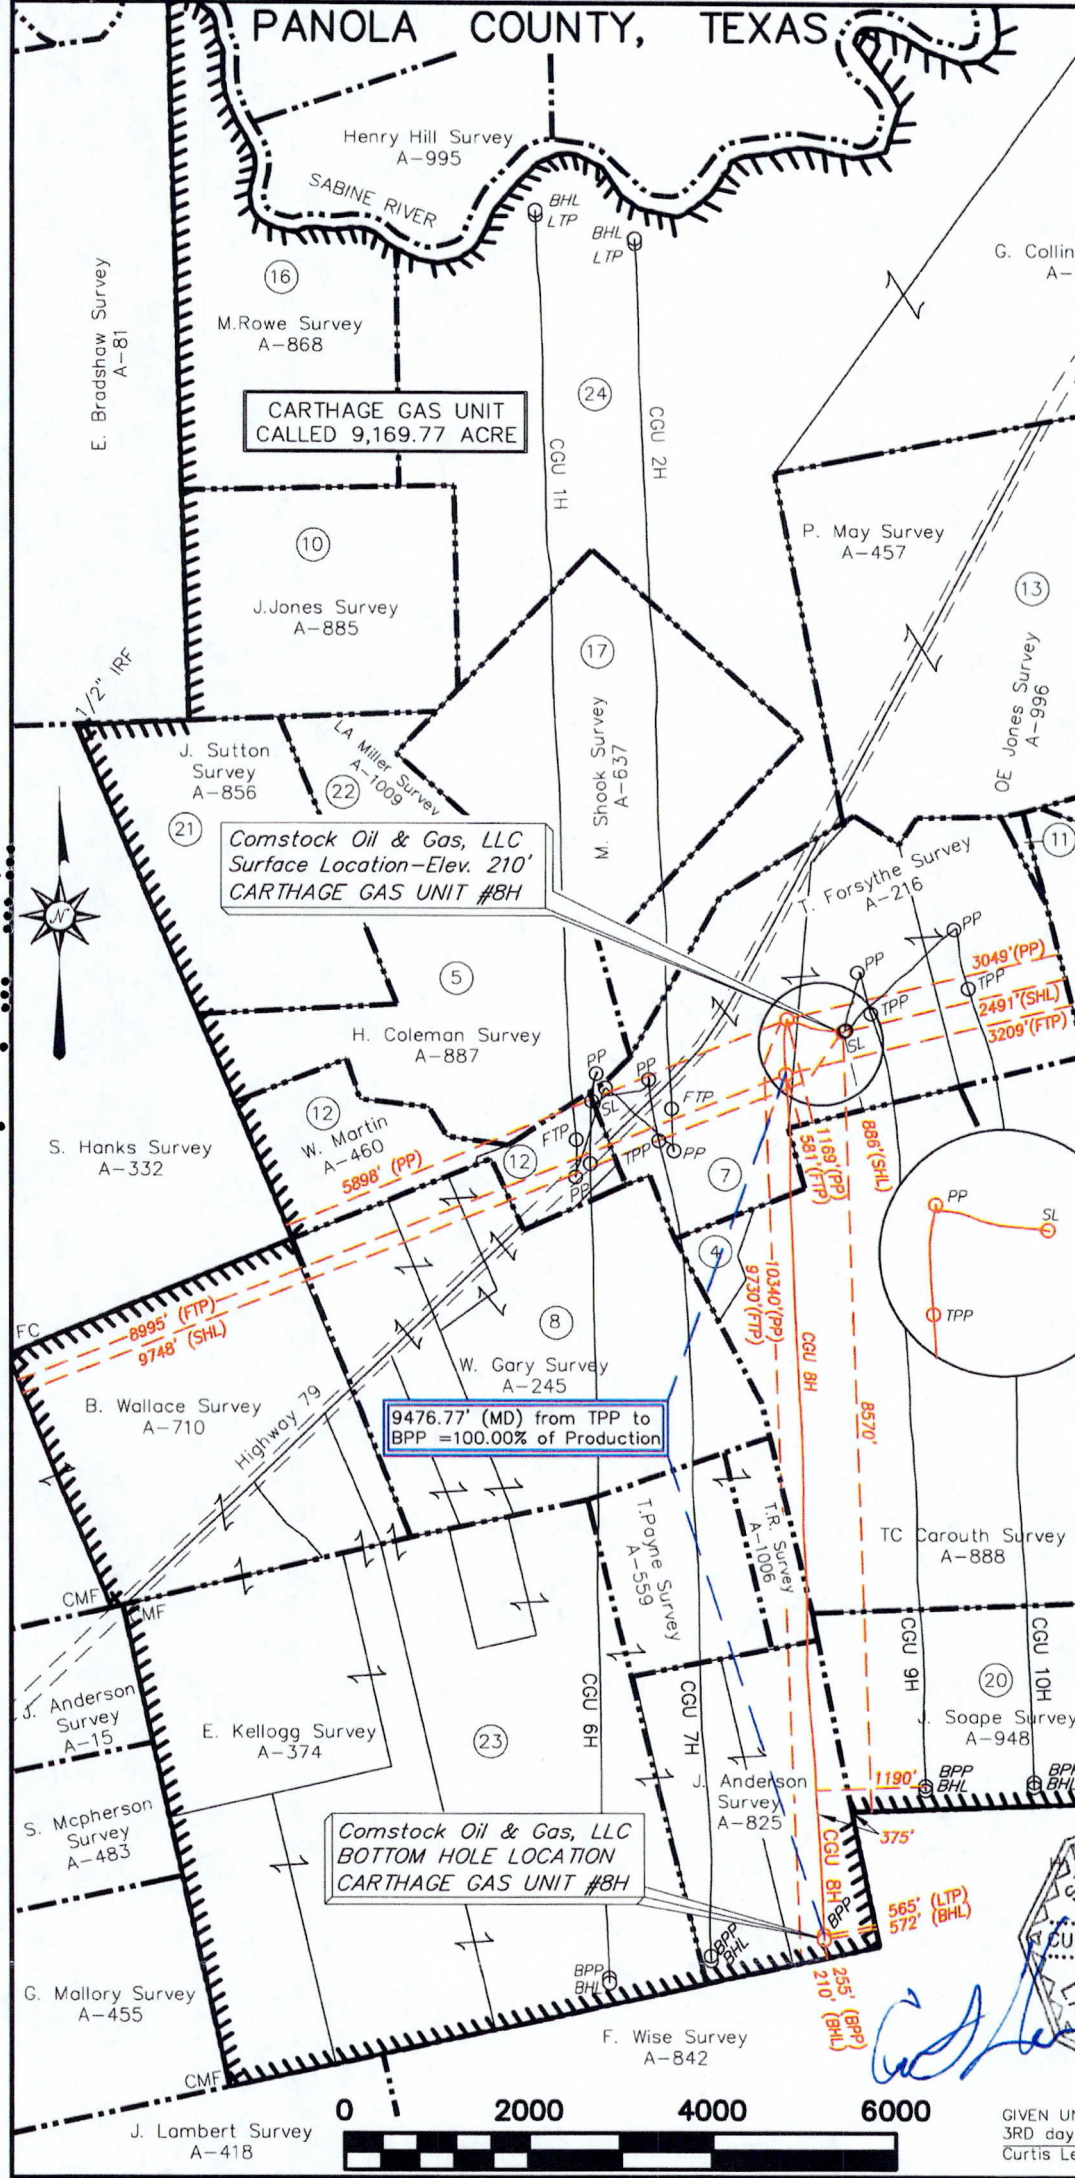 PANOLA COUNTY, TEXAS
Henry Hill Survey
A-995
SABINE RIVER
BHL
LTP
BHL
LTP
G. Collin
A-
E. Bradshaw Survey
A-81
16
M.Rowe Survey
A-868
24
CARTHAGE GAS UNIT
CALLED 9,169.77 ACRE
CGU 1H
CGU 2H
P. May Survey
A-457
10
J.Jones Survey
A-885
13
OE Jones Survey
A-996
17
M. Shook Survey
A-637
1/2" IRF
J. Sutton
Survey
A-856
LA Miller Survey
A-1009
22
21
Comstock Oil & Gas, LLC
Surface Location-Elev. 210'
CARTHAGE GAS UNIT #8H
11
T. Forsythe Survey
A-216
PP
PP
3049'(PP)
TPP
2491'(SHL)
TPP
3209'(FTP)
SL
N
5
H. Coleman Survey
A-887
PP
PP
SL
FTP
12
W. Martin
A-460
FTP
TPP
PP
12
PP
7
S. Hanks Survey
A-332
5898' (PP)
1169'(PP)
581'(FTP)
886'(SHL)
PP
SL
TPP
4
10340'(PP)
9730'(FTP)
FC
8995' (FTP)
9748' (SHL)
8
W. Gary Survey
A-245
CGU 8H
8570'
B. Wallace Survey
A-710
Highway 79
9476.77' (MD) from TPP to
BPP =100.00% of Production
T.Payne Survey
A-559
T.R. Survey
A-1006
TC Carouth Survey
A-888
CMF
CMF
CGU 9H
CGU 10H
20
J. Soape Survey
A-948
J. Anderson
Survey
A-15
E. Kellogg Survey
A-374
23
CGU 6H
CGU 7H
J. Anderson
Survey
A-825
1190'
BPP
BHL
BPP
BHL
375'
S. Mcpherson
Survey
A-483
Comstock Oil & Gas, LLC
BOTTOM HOLE LOCATION
CARTHAGE GAS UNIT #8H
CGU 8H
BPP
565' (LTP)
572' (BHL)
CU
BPP
BHL
BPP
BHL
255' (BPP)
210' (BHL)
G. Mallory Survey
A-455
F. Wise Survey
A-842
CMF
J. Lambert Survey
A-418
0 2000 4000 6000
GIVEN UN
3RD day
Curtis Le